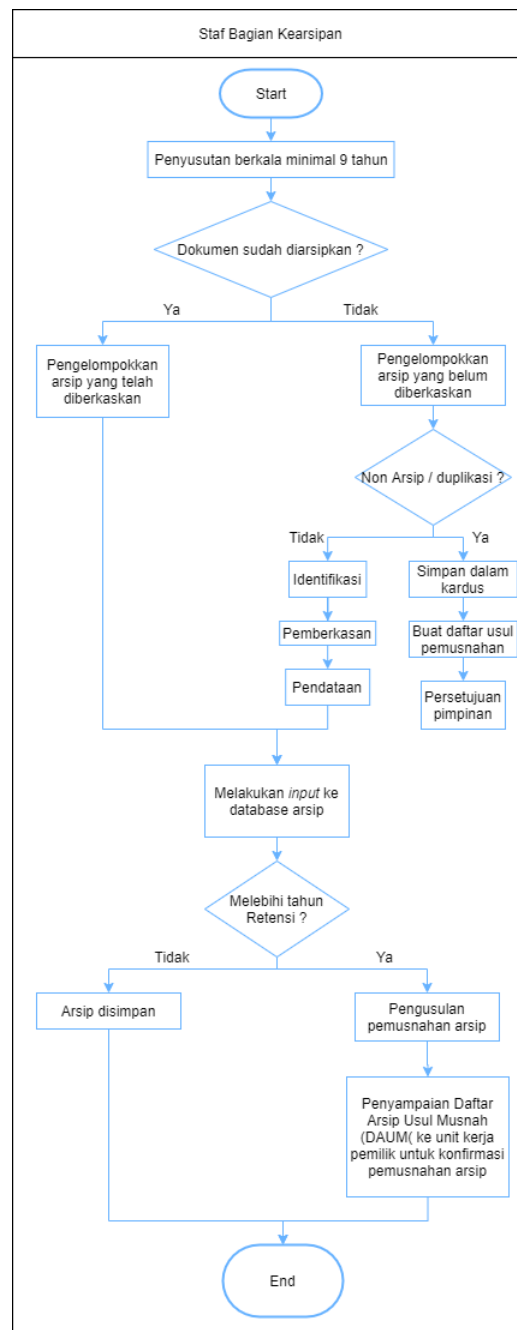 Staf Bagian Kearsipan
Start
Penyusutan berkala minimal 9 tahun
Dokumen sudah diarsipkan ?
Ya
Tidak
Pengelompokkan
arsip yang telah
diberkaskan
Pengelompokkan
arsip yang belum
diberkaskan
Non Arsip / duplikasi ?
Tidak
Ya
Identifikasi
Simpan dalam
kardus
Pemberkasan
Buat daftar usul
pemusnahan
Pendataan
Persetujuan
pimpinan
Melakukan input ke
database arsip
Melebihi tahun
Retensi ?
Tidak
Ya
Arsip disimpan
Pengusulan
pemusnahan arsip
Penyampaian Daftar
Arsip Usul Musnah
(DAUM( ke unit kerja
pemilik untuk konfirmasi
pemusnahan arsip
End